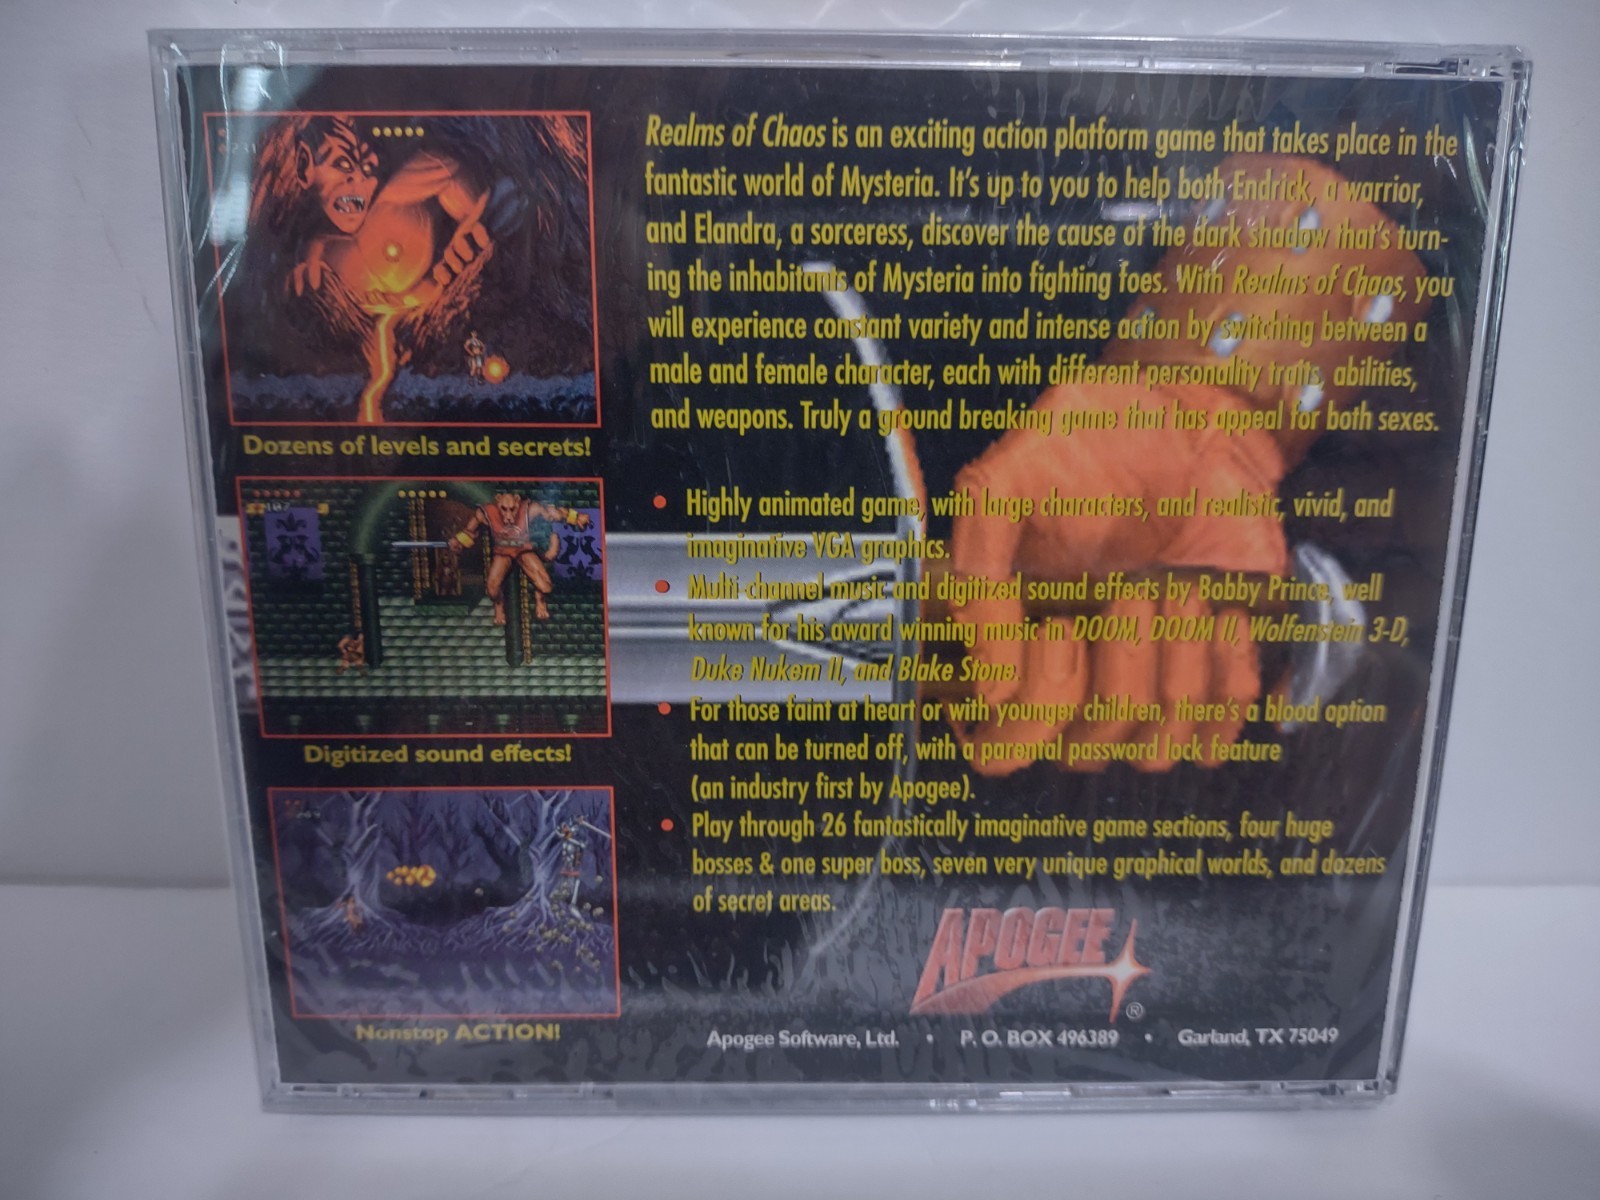 Realms of Chaos is an exciting action platform game that takes place in the
fantastic world of Mysteria. It's up to you to help both Endrick, a warrior,
and Elandra, a sorceress, discover the cause of the dark shadow that's turn-
ing the inhabitants of Mysteria into fighting foes. With Realms of Chaos, you
will experience constant variety and intense action by switching between a
male and female character, each with different personality traits, abilities,
and weapons. Truly a ground breaking game that has appeal for both sexes.
Dozens of levels and secrets!
Digitized sound effects!
Nonstop ACTION!
• Highly animated game, with large characters, and realistic, vivid, and
imaginative VGA graphics.
• Multi-channel music and digitized sound effects by Bobby Prince, well
known for his award winning music in DOOM, DOOM II, Wolfenstein 3-D,
Duke Nukem II, and Blake Stone.
• For those faint at heart or with younger children, there's a blood option
that can be turned off, with a parental password lock feature
(an industry first by Apogee).
• Play through 26 fantastically imaginative game sections, four huge
bosses & one super boss, seven very unique graphical worlds, and dozens
of secret areas.
APOGEE ®
Apogee Software, Ltd. • P. O. BOX 496389 • Garland, TX 75049